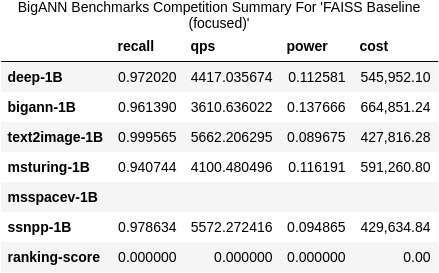 BigANN Benchmarks Competition Summary For 'FAISS Baseline
(focused)'
recall qps power cost
deep-1B 0.972020 4417.035674 0.112581 545,952.10
bigann-1B 0.961390 3610.636022 0.137666 664,851.24
text2image-1B 0.999565 5662.206295 0.089675 427,816.28
msturing-1B 0.940744 4100.480496 0.116191 591,260.80
msspacev-1B
ssnpp-1B 0.978634 5572.272416 0.094865 429,634.84
ranking-score 0.000000 0.000000 0.000000 0.00